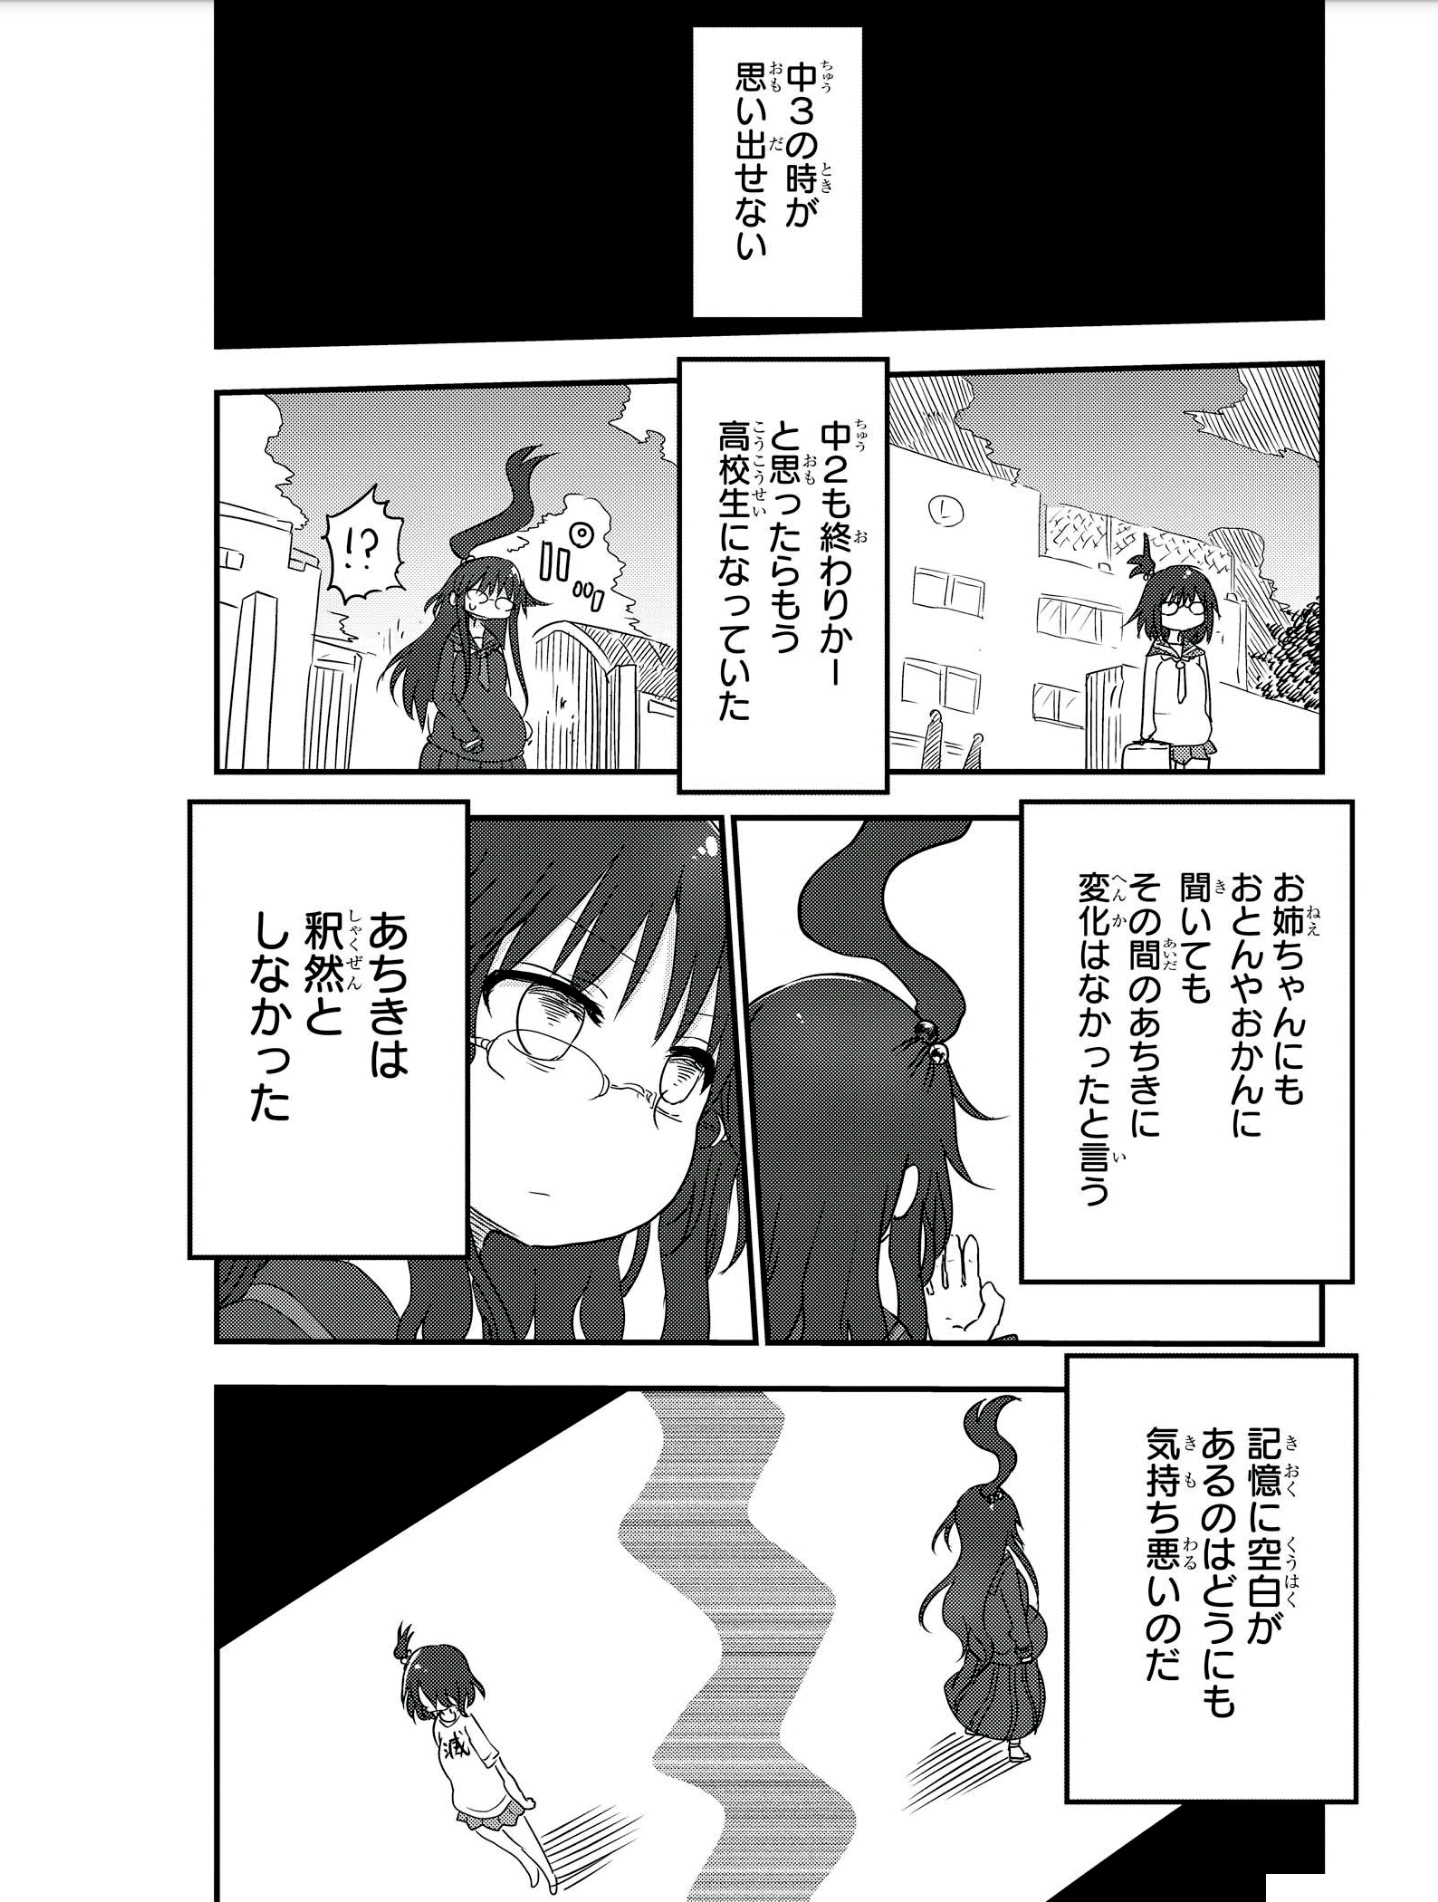 中3の時が
思い出せない
中2も終わりかー
と思ったらもう
高校生になっていた
!?
お姉ちゃんにも
おとんやおかんに
聞いても
その間のあちきに
変化はなかったと言う
あちきは
釈然と
しなかった
記憶に空白が
あるのはどうにも
気持ち悪いのだ
滅